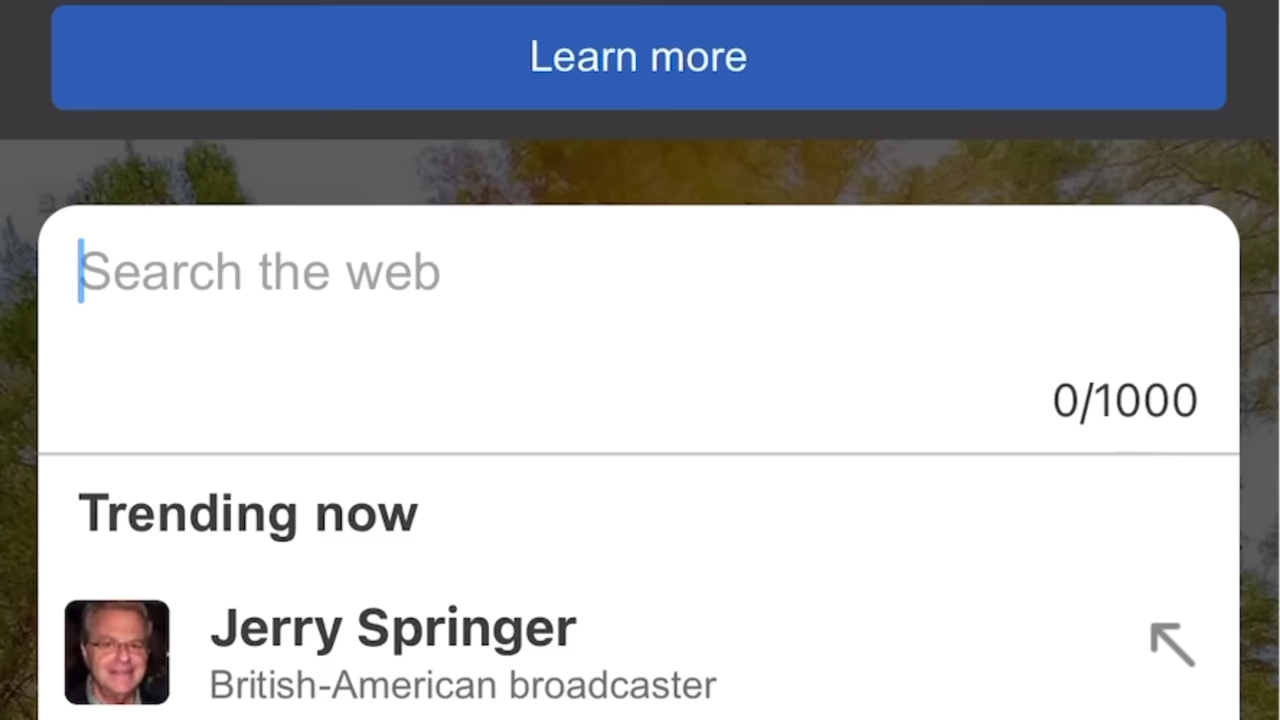 Learn more
Search the web
0/1000
Trending now
Jerry Springer
British-American broadcaster